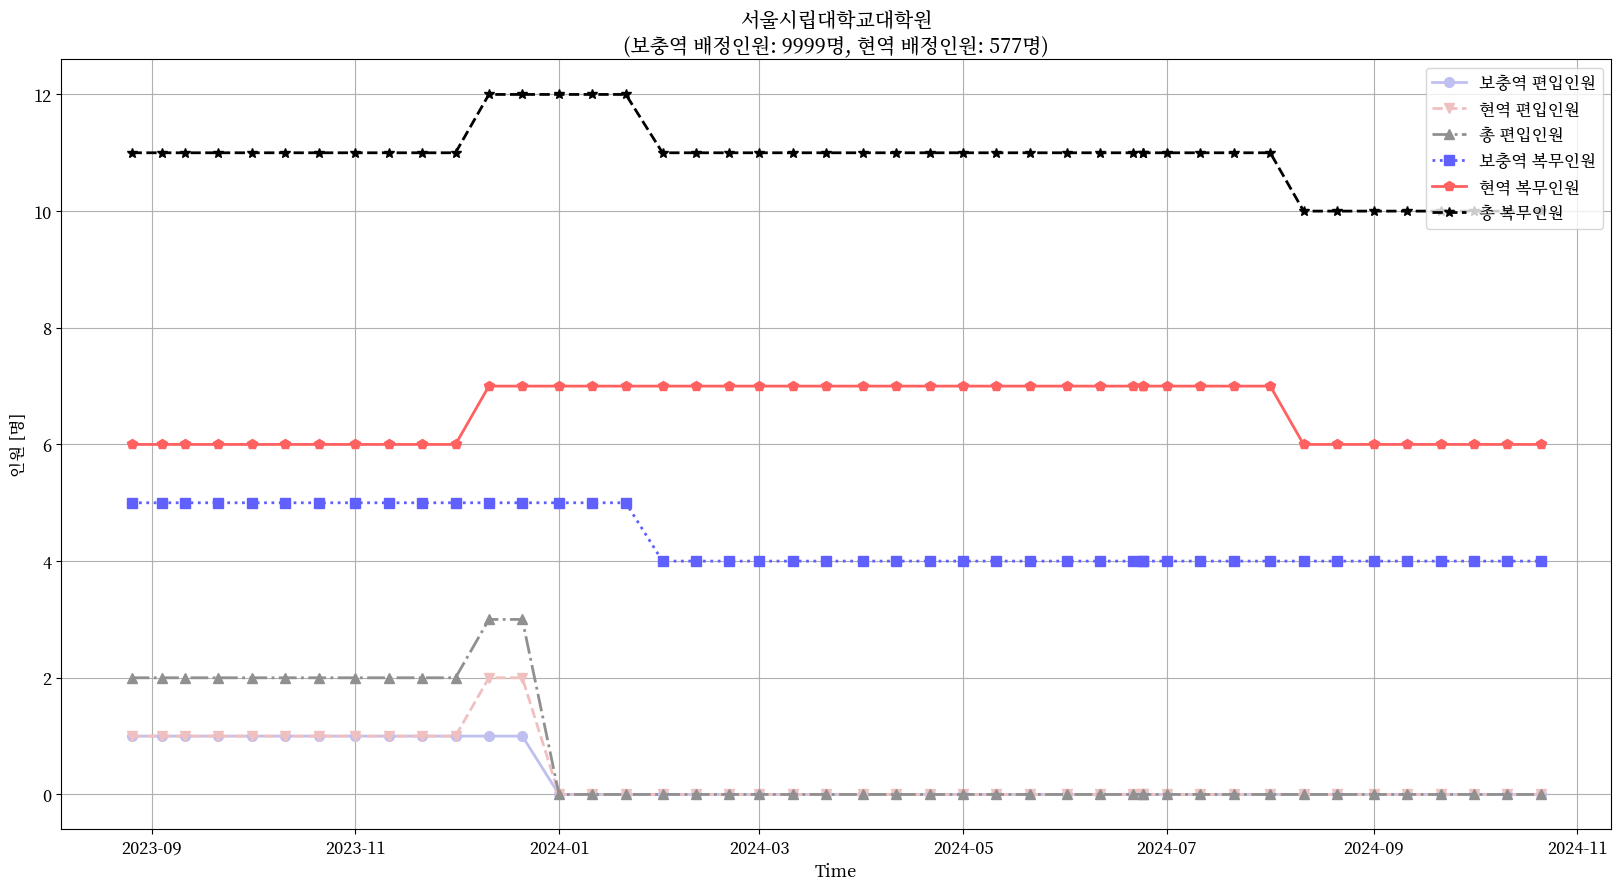 서울시립대학교대학원
(보충역 배정인원: 9999명, 현역 배정인원: 577명)
보충역 편입인원
현역 편입인원
총 편입인원
보충역 복무인원
현역 복무인원
총 복무인원
인원 [명]
12
10
8
6
4
2
0
2023-09
2023-11
2024-01
2024-03
2024-05
2024-07
2024-09
2024-11
Time